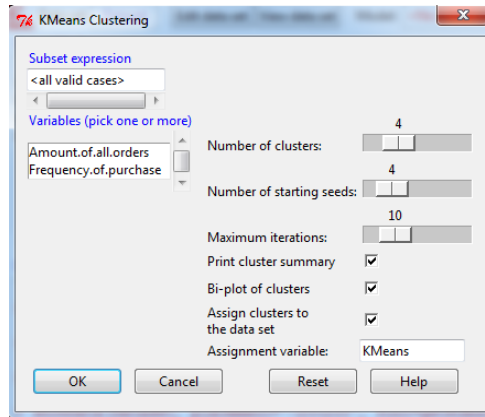 KMeans Clustering
Subset expression
<all valid cases>
Variables (pick one or more)
Amount.of.all.orders
Frequency.of.purchase
4
Number of clusters:
4
Number of starting seeds:
10
Maximum iterations:
Print cluster summary
Bi-plot of clusters
Assign clusters to
the data set
Assignment variable:
KMeans
OK
Cancel
Reset
Help